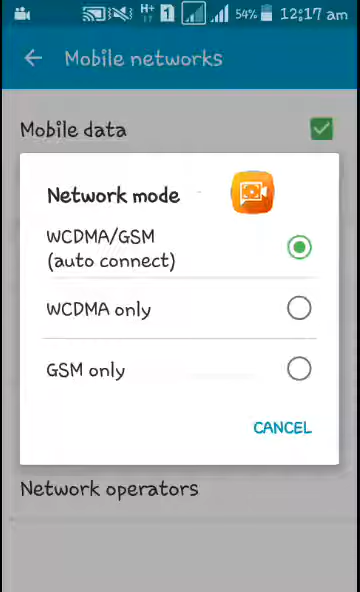 H+ 1 54% 12:17 am
Mobile networks
Mobile data
Network mode
WCDMA/GSM
(auto connect)
WCDMA only
GSM only
CANCEL
Network operators